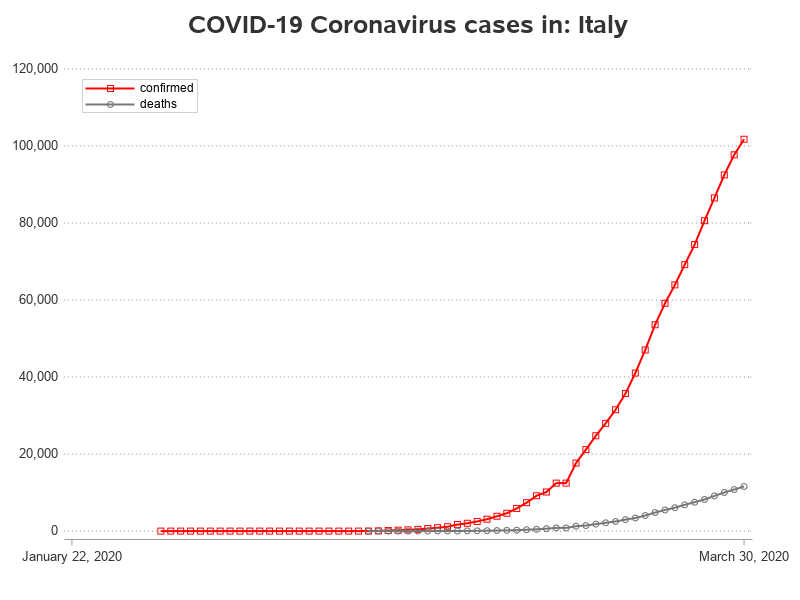 COVID-19 Coronavirus cases in: Italy
120,000
confirmed
deaths
100,000
80,000
60,000
40,000
20,000
0
January 22, 2020
March 30, 2020